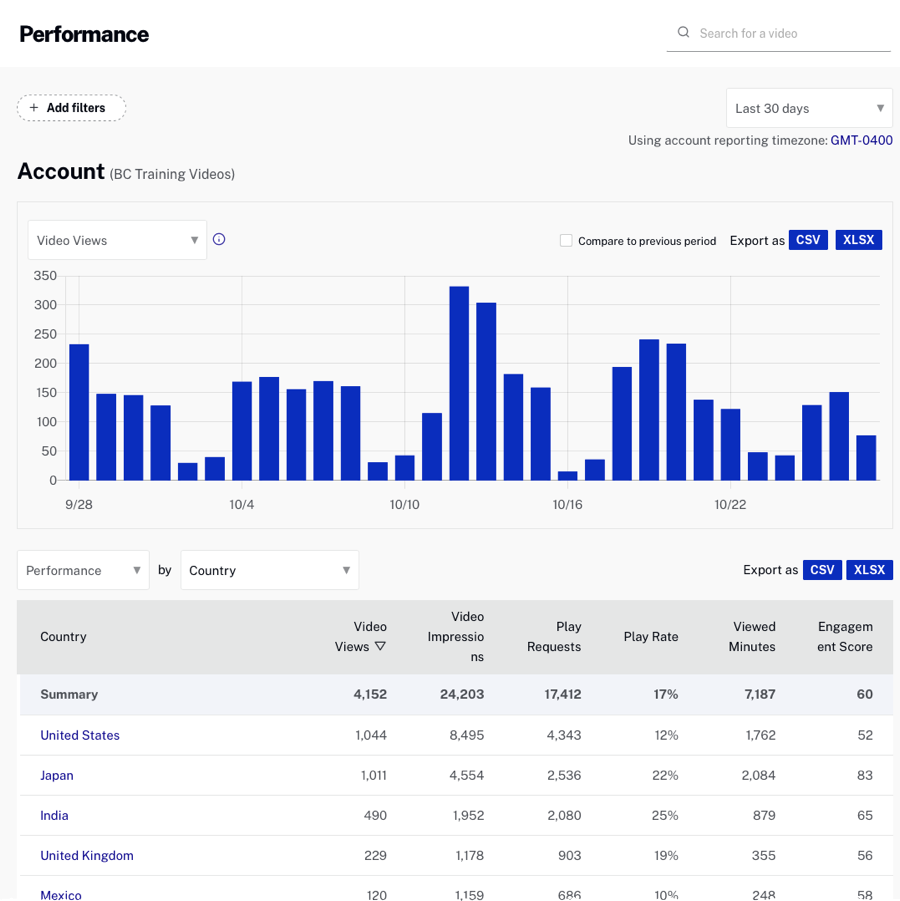 Performance
Search for a video
+ Add filters
Last 30 days
Using account reporting timezone: GMT-0400
Account (BC Training Videos)
Video Views
Compare to previous period Export as CSV XLSX
350
300
250
200
150
100
50
0
9/28 10/4 10/10 10/16 10/22
Performance by Country Export as CSV XLSX
Country Video Views Video Impressio ns Play Requests Play Rate Viewed Minutes Engagem ent Score
Summary 4,152 24,203 17,412 17% 7,187 60
United States 1,044 8,495 4,343 12% 1,762 52
Japan 1,011 4,554 2,536 22% 2,084 83
India 490 1,952 2,080 25% 879 65
United Kingdom 229 1,178 903 19% 355 56
Mexico 120 1,159 686 10% 248 58